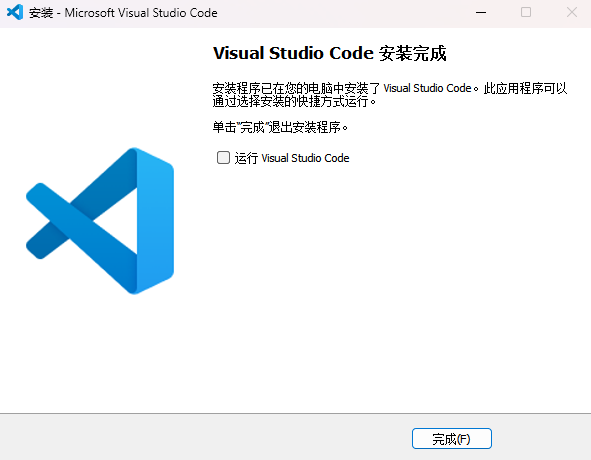 安装 - Microsoft Visual Studio Code
Visual Studio Code 安装完成
安装程序已在您的电脑中安装了 Visual Studio Code。此应用程序可以
通过选择安装的快捷方式运行。
单击“完成”退出安装程序。
运行 Visual Studio Code
完成(F)